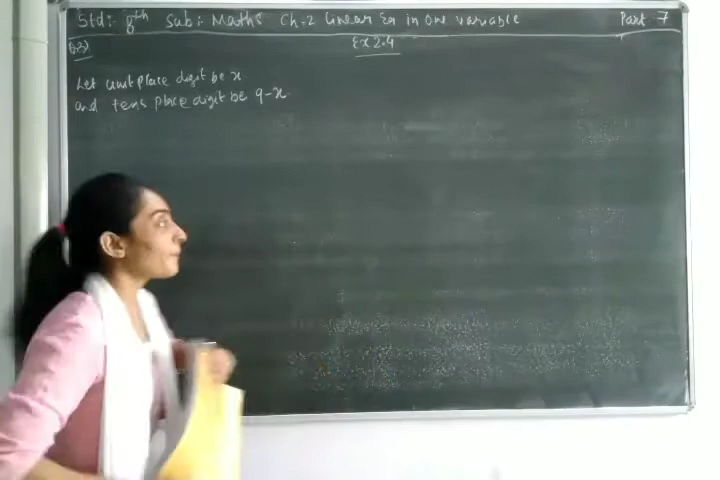 Std: 8th Sub: Maths Ch:2 Linear Eq in one variable Part 7
Q.3) Ex 2.4
Let unit place digit be x
and tens place digit be 9-x